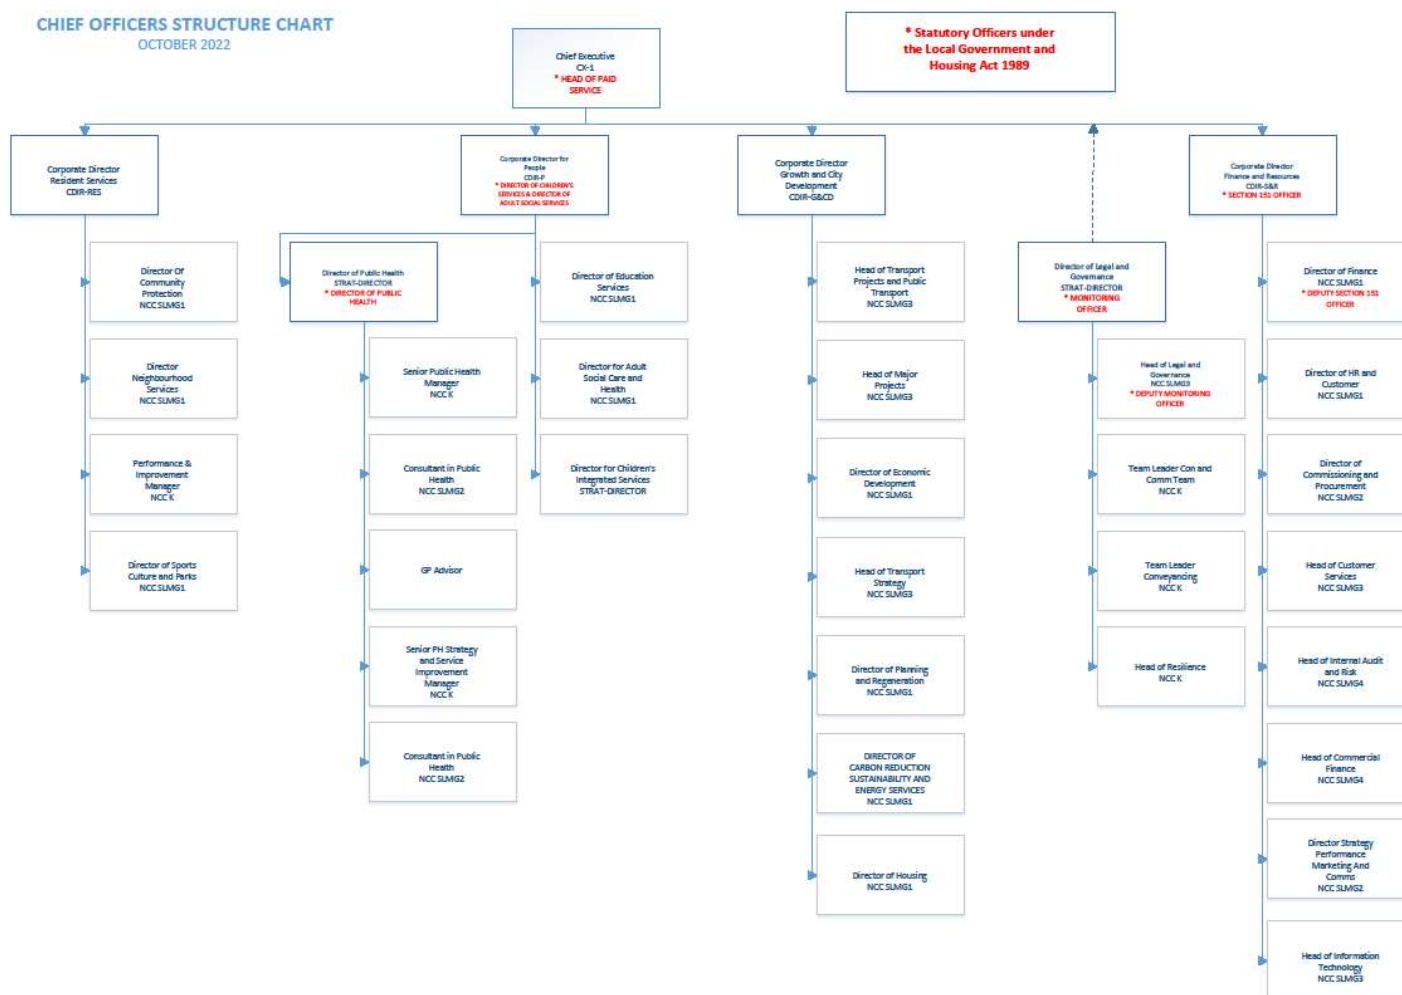 CHIEF OFFICERS STRUCTURE CHART
OCTOBER 2022
* Statutory Officers under
the Local Government and
Housing Act 1989
Chief Executive
CX-1
* HEAD OF PAID
SERVICE
Corporate Director
Resident Services
CDIR-RES
Corporate Director for
People
CDIR-P
* DIRECTOR OF CHILDREN'S
SERVICES & DIRECTOR OF
ADULT SOCIAL SERVICES
Corporate Director
Growth and City
Development
CDIR-G&CD
Corporate Director
Finance and Resources
CDIR-S&R
* SECTION 151 OFFICER
Director Of
Community
Protection
NCC SLMG1
Director
Neighbourhood
Services
NCC SLMG1
Performance &
Improvement
Manager
NCC K
Director of Sports
Culture and Parks
NCC SLMG1
Director of Public Health
STRAT-DIRECTOR
* DIRECTOR OF PUBLIC
HEALTH
Senior Public Health
Manager
NCC K
Consultant in Public
Health
NCC SLMG2
GP Advisor
Senior PH Strategy
and Service
Improvement
Manager
NCC K
Consultant in Public
Health
NCC SLMG2
Director of Education
Services
NCC SLMG1
Director for Adult
Social Care and
Health
NCC SLMG1
Director for Children's
Integrated Services
STRAT-DIRECTOR
Head of Transport
Projects and Public
Transport
NCC SLMG3
Head of Major
Projects
NCC SLMG3
Director of Economic
Development
NCC SLMG1
Head of Transport
Strategy
NCC SLMG3
Director of Planning
and Regeneration
NCC SLMG1
DIRECTOR OF
CARBON REDUCTION
SUSTAINABILITY AND
ENERGY SERVICES
NCC SLMG1
Director of Housing
NCC SLMG1
Director of Legal and
Governance
STRAT-DIRECTOR
* MONITORING
OFFICER
Head of Legal and
Governance
NCC SLMG3
* DEPUTY MONITORING
OFFICER
Team Leader Con and
Comm Team
NCC K
Team Leader
Conveyancing
NCC K
Head of Resilience
NCC K
Director of Finance
NCC SLMG1
* DEPUTY SECTION 151
OFFICER
Director of HR and
Customer
NCC SLMG1
Director of
Commissioning and
Procurement
NCC SLMG2
Head of Customer
Services
NCC SLMG3
Head of Internal Audit
and Risk
NCC SLMG4
Head of Commercial
Finance
NCC SLMG4
Director Strategy
Performance
Marketing And
Comms
NCC SLMG2
Head of Information
Technology
NCC SLMG3